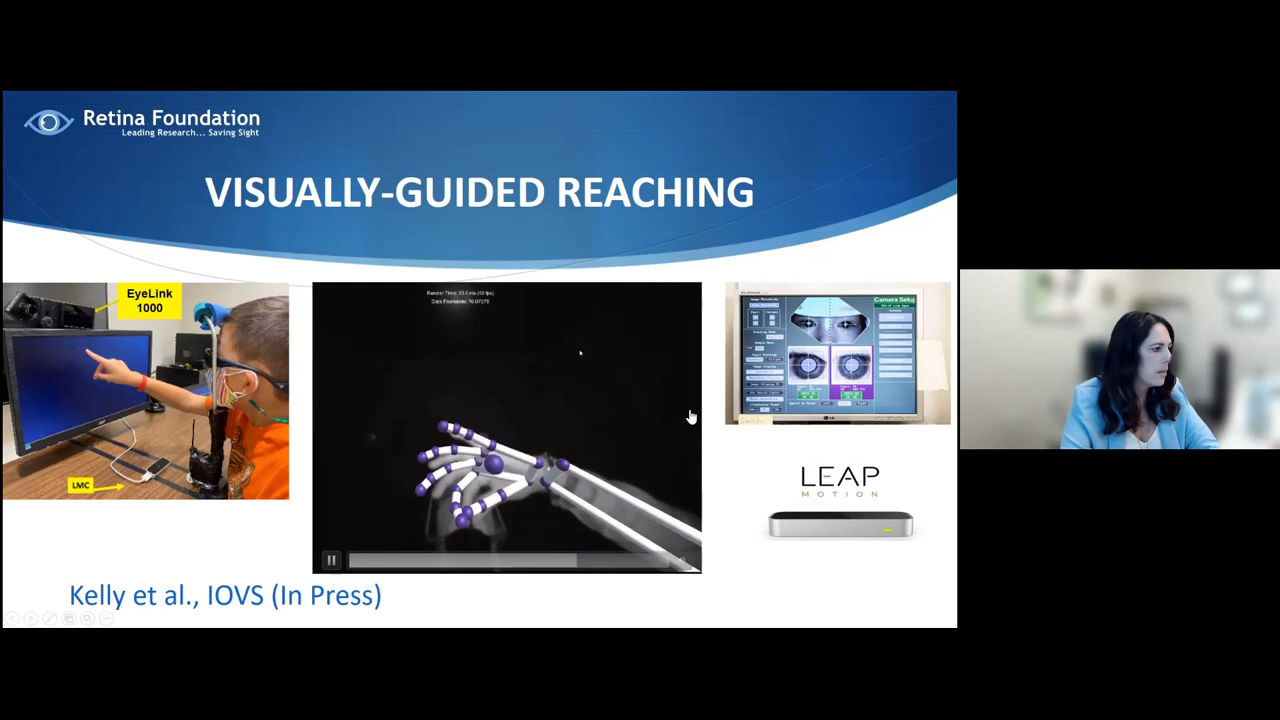 Retina Foundation
Leading Research... Saving Sight
VISUALLY-GUIDED REACHING
EyeLink
1000
LMC
Camera Setup
LEAP
MOTION
Kelly et al., IOVS (In Press)